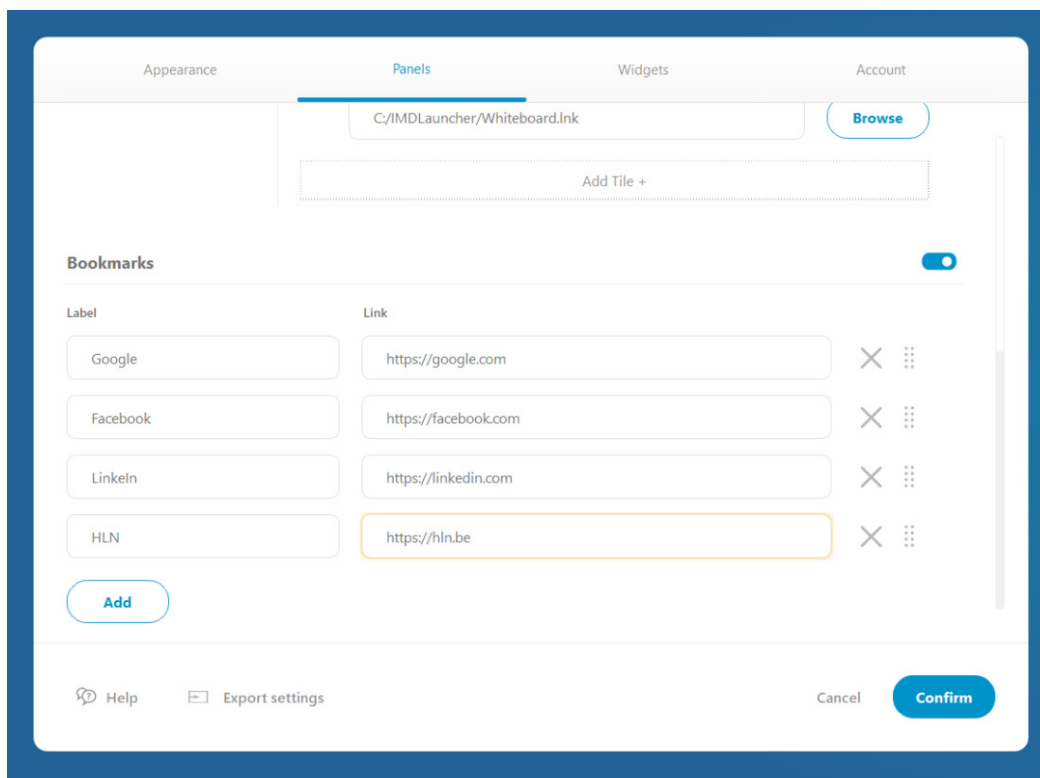 Appearance Panels Widgets Account
C:/IMDLauncher/Whiteboard.lnk Browse
Add Tile +
Bookmarks
Label Link
Google https://google.com
Facebook https://facebook.com
LinkeIn https://linkedin.com
HLN https://hln.be
Add
Help Export settings Cancel Confirm